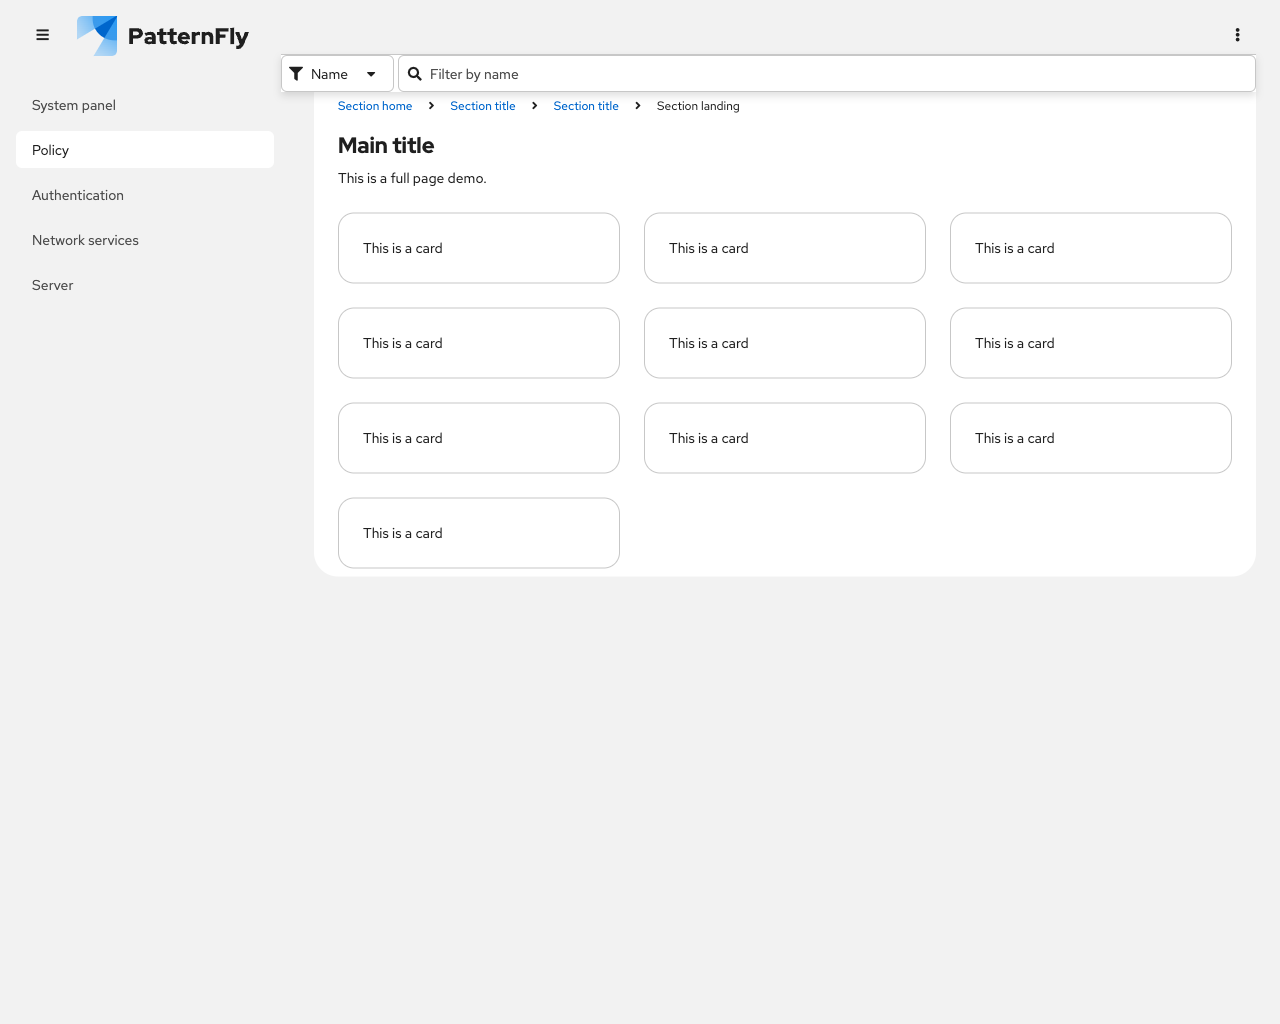 PatternFly
Name
Filter by name
System panel
Policy
Authentication
Network services
Server
Section home
Section title
Section title
Section landing
Main title
This is a full page demo.
This is a card
This is a card
This is a card
This is a card
This is a card
This is a card
This is a card
This is a card
This is a card
This is a card